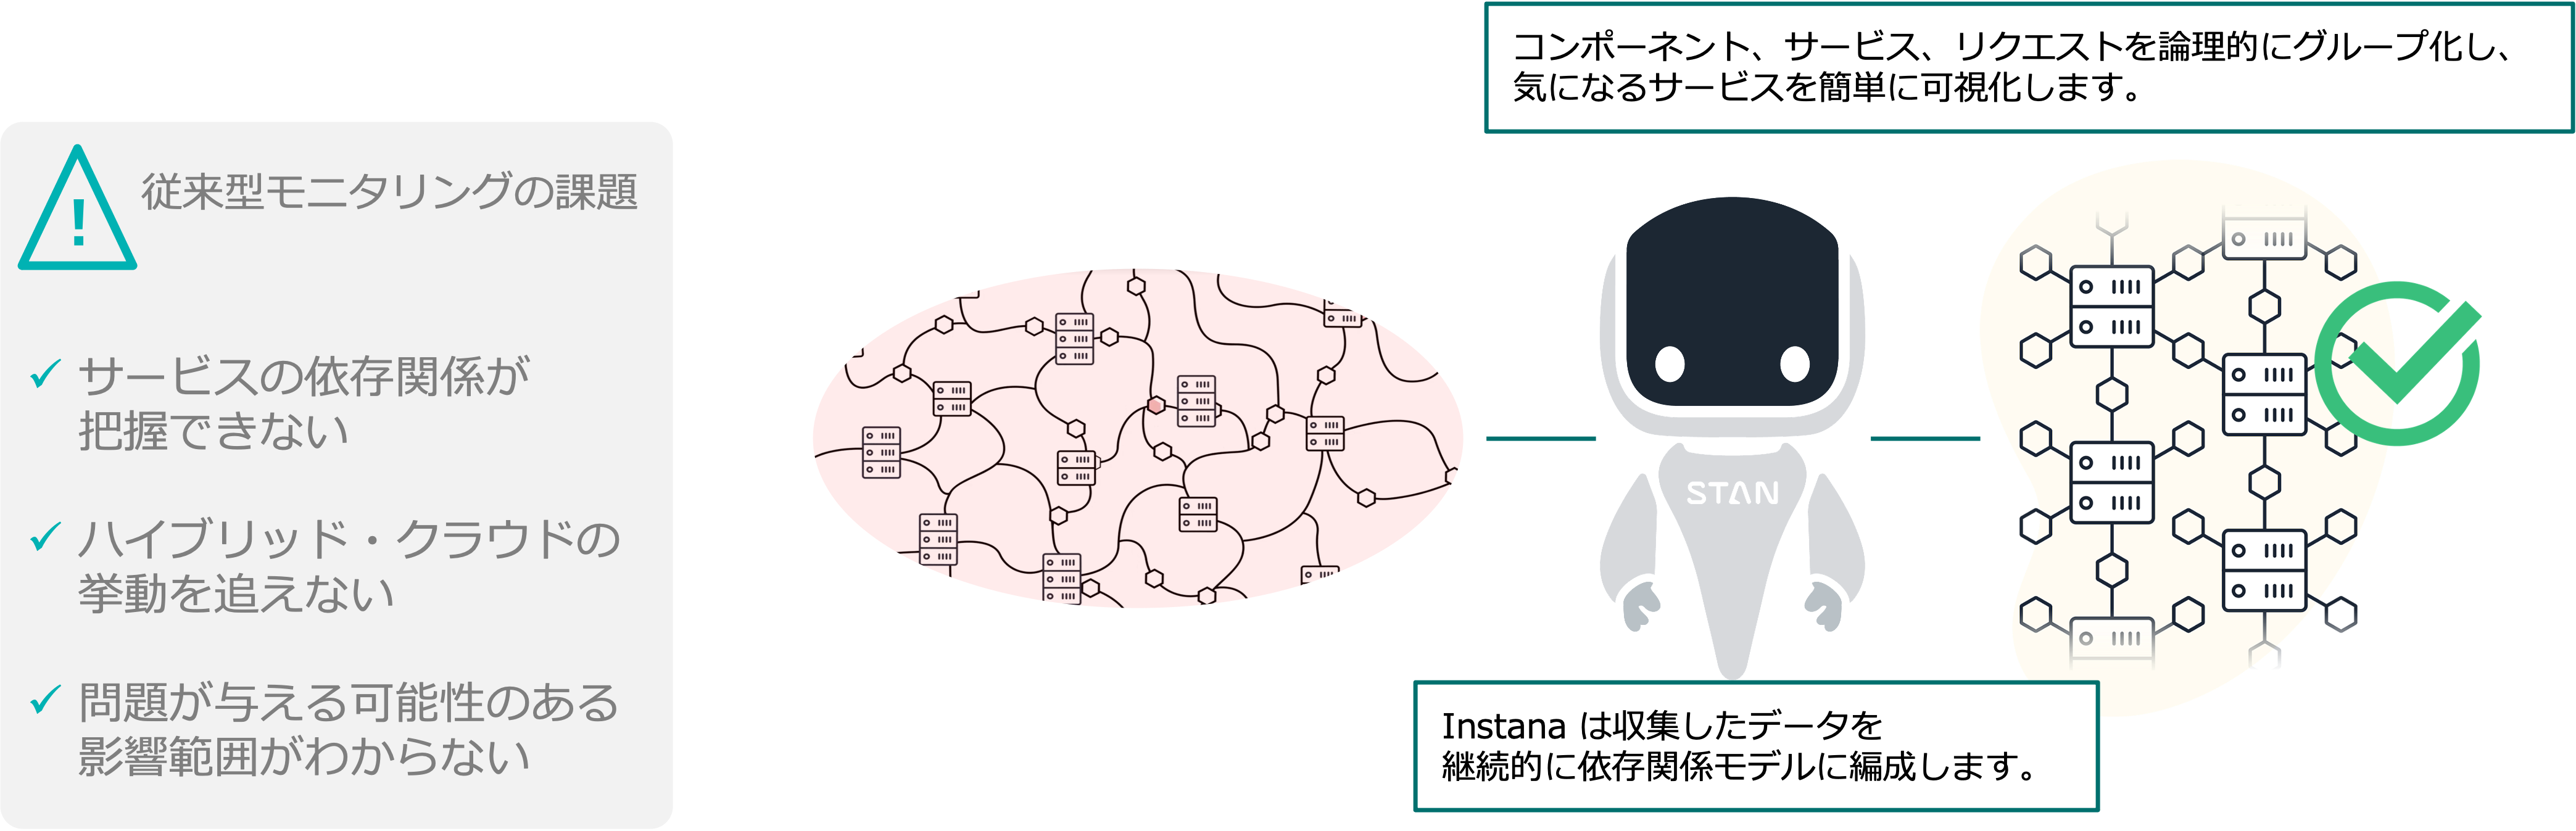 従来型モニタリングの課題
サービスの依存関係が
把握できない
ハイブリッド・クラウドの
挙動を追えない
問題が与える可能性のある
影響範囲がわからない
コンポーネント、サービス、リクエストを論理的にグループ化し、
気になるサービスを簡単に可視化します。
STAN
Instana は収集したデータを
継続的に依存関係モデルに編成します。